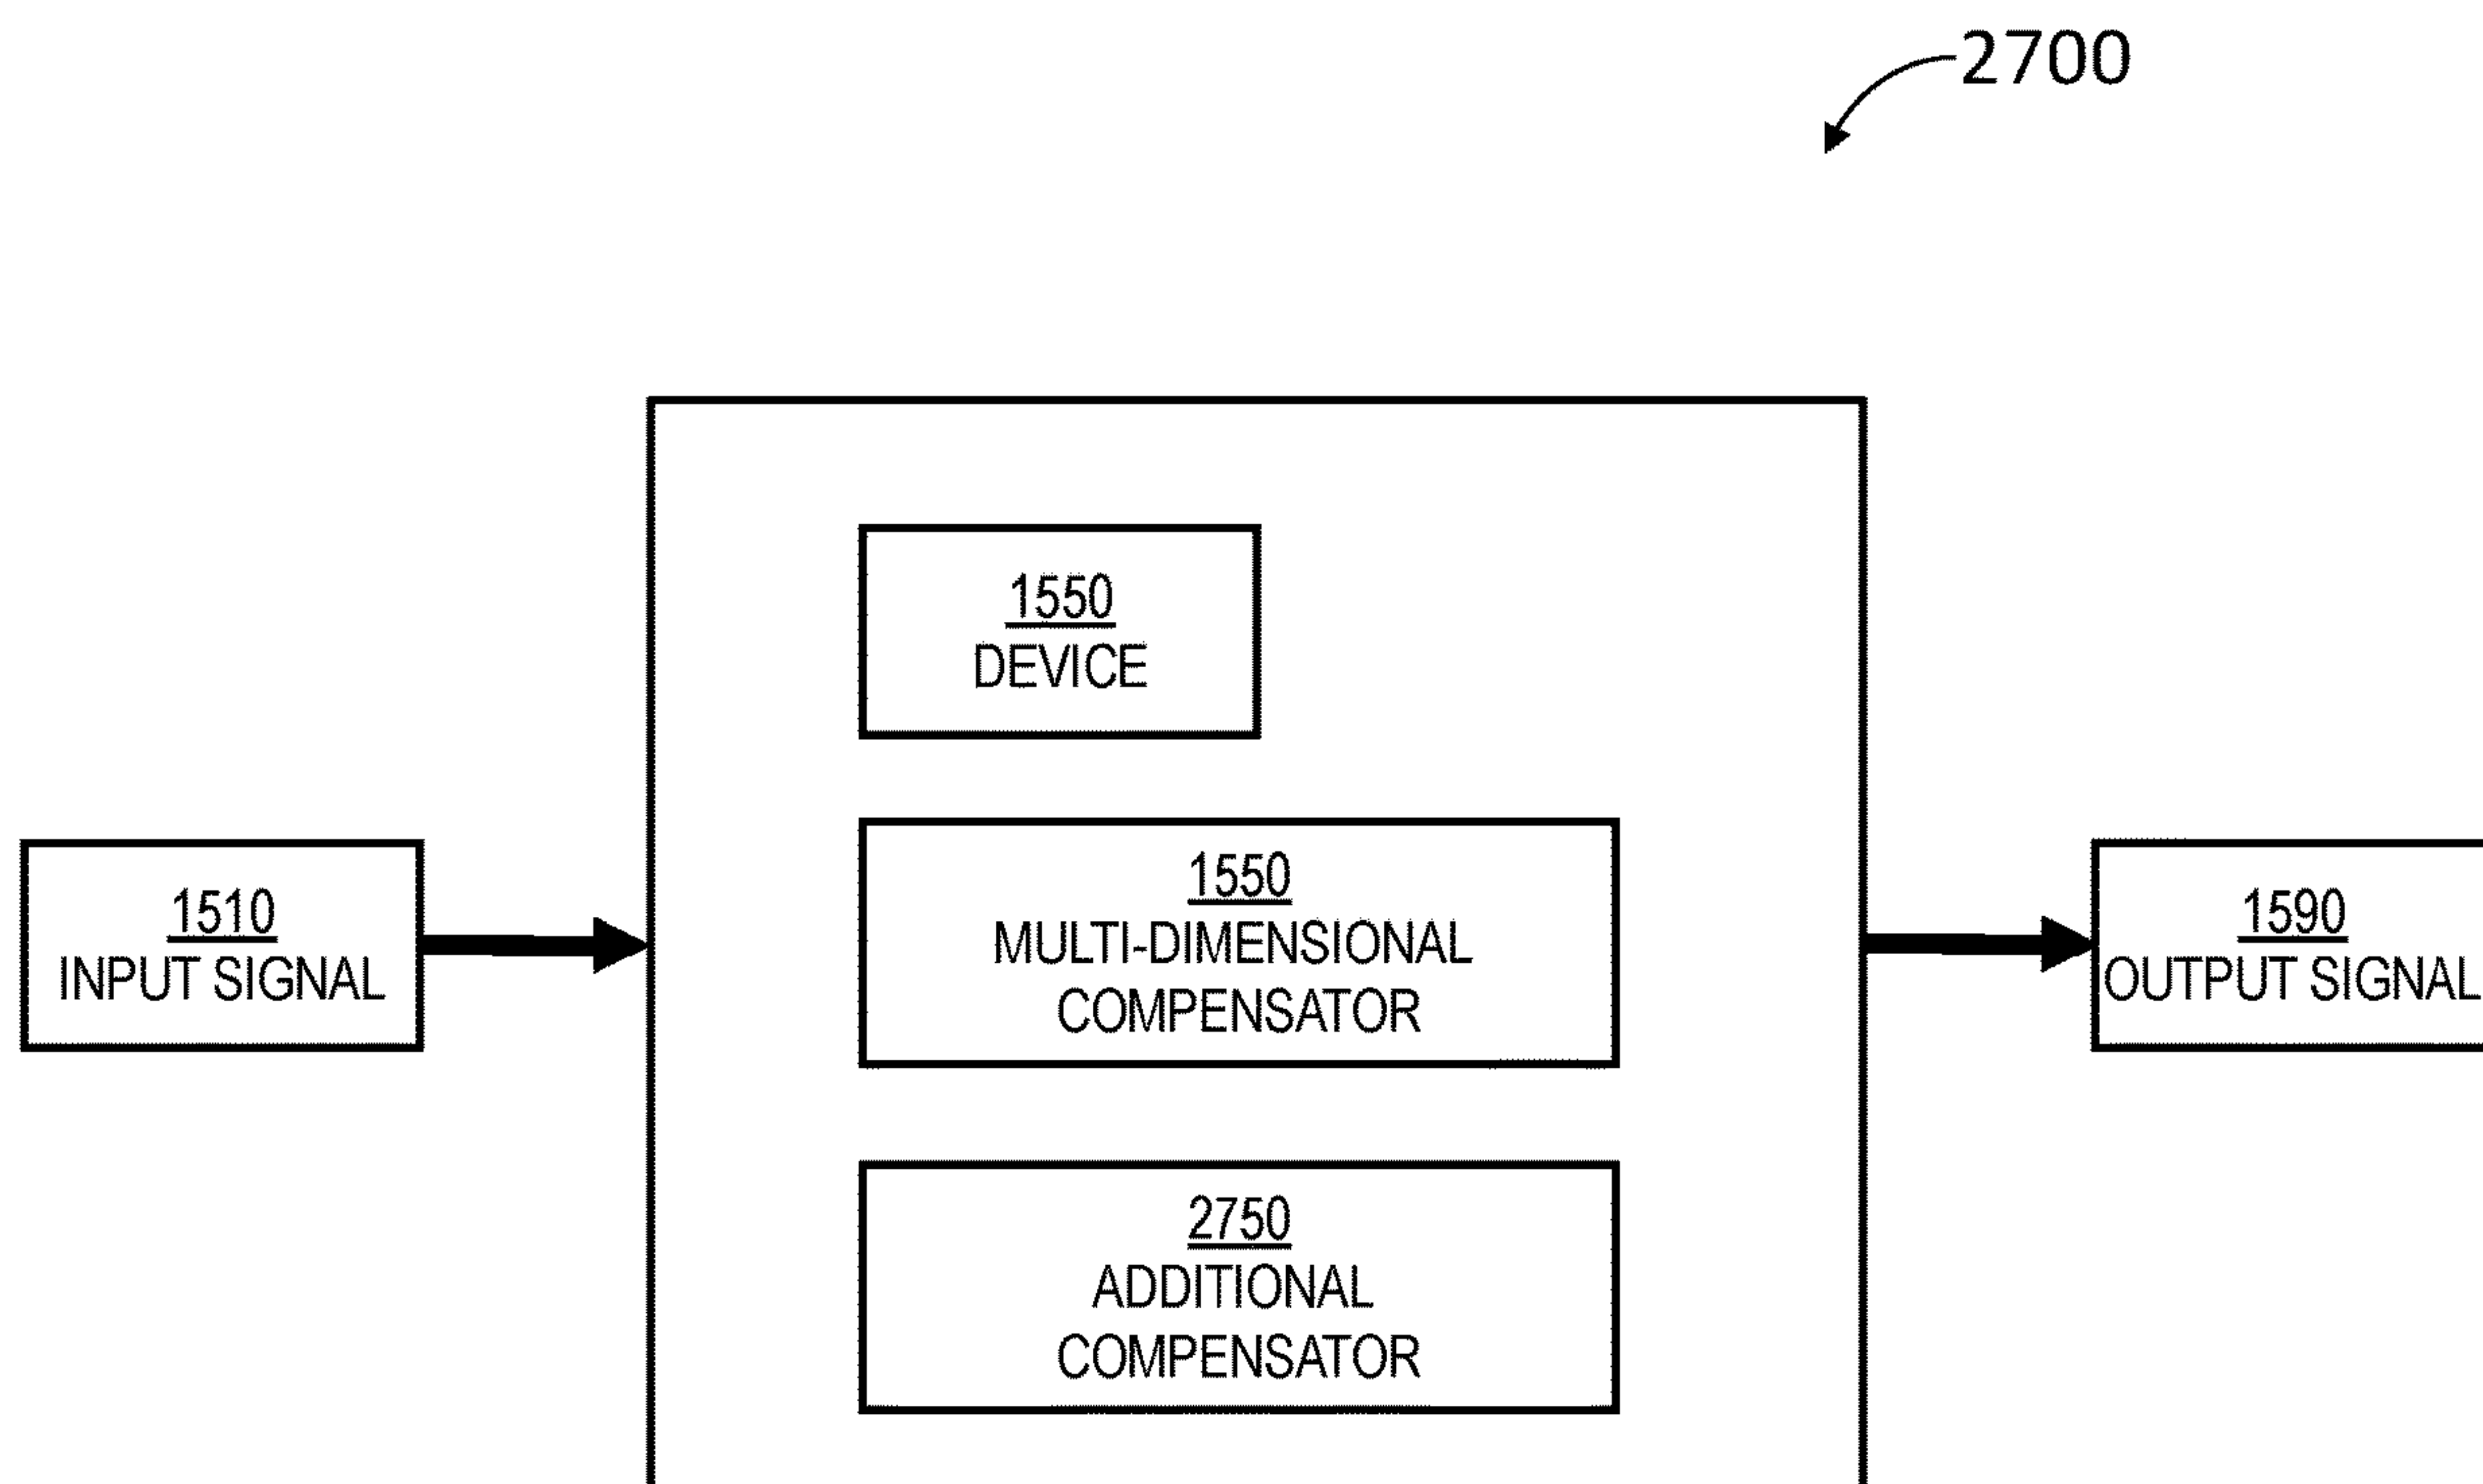 2700
1550
DEVICE
1510
INPUT SIGNAL
1550
MULTI-DIMENSIONAL
COMPENSATOR
1590
OUTPUT SIGNAL
2750
ADDITIONAL
COMPENSATOR